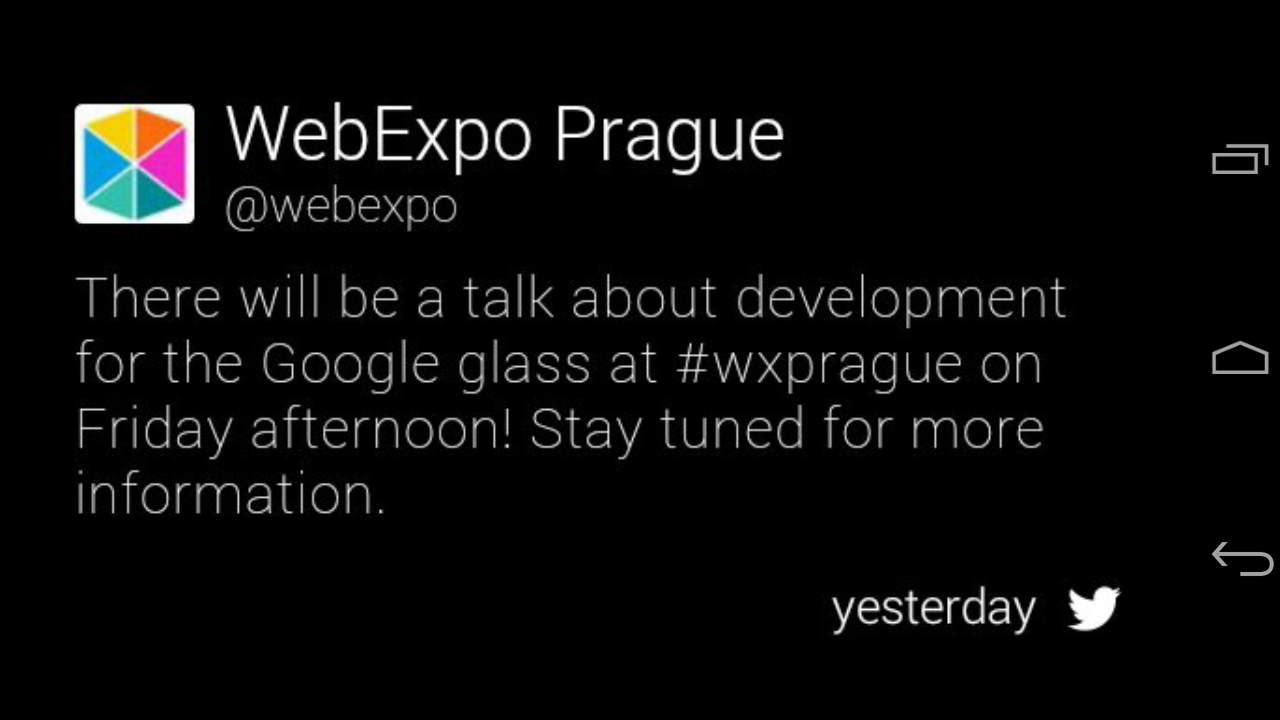 WebExpo Prague
@webexpo
There will be a talk about development
for the Google glass at #wxprague on
Friday afternoon! Stay tuned for more
information.
yesterday